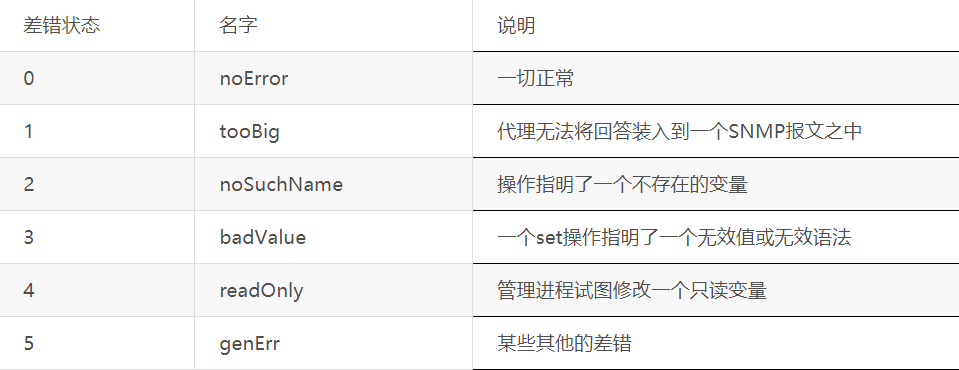 差错状态 名字 说明
0 noError 一切正常
1 tooBig 代理无法将回答装入到一个SNMP报文之中
2 noSuchName 操作指明了一个不存在的变量
3 badValue 一个set操作指明了一个无效值或无效语法
4 readOnly 管理进程试图修改一个只读变量
5 genErr 某些其他的差错